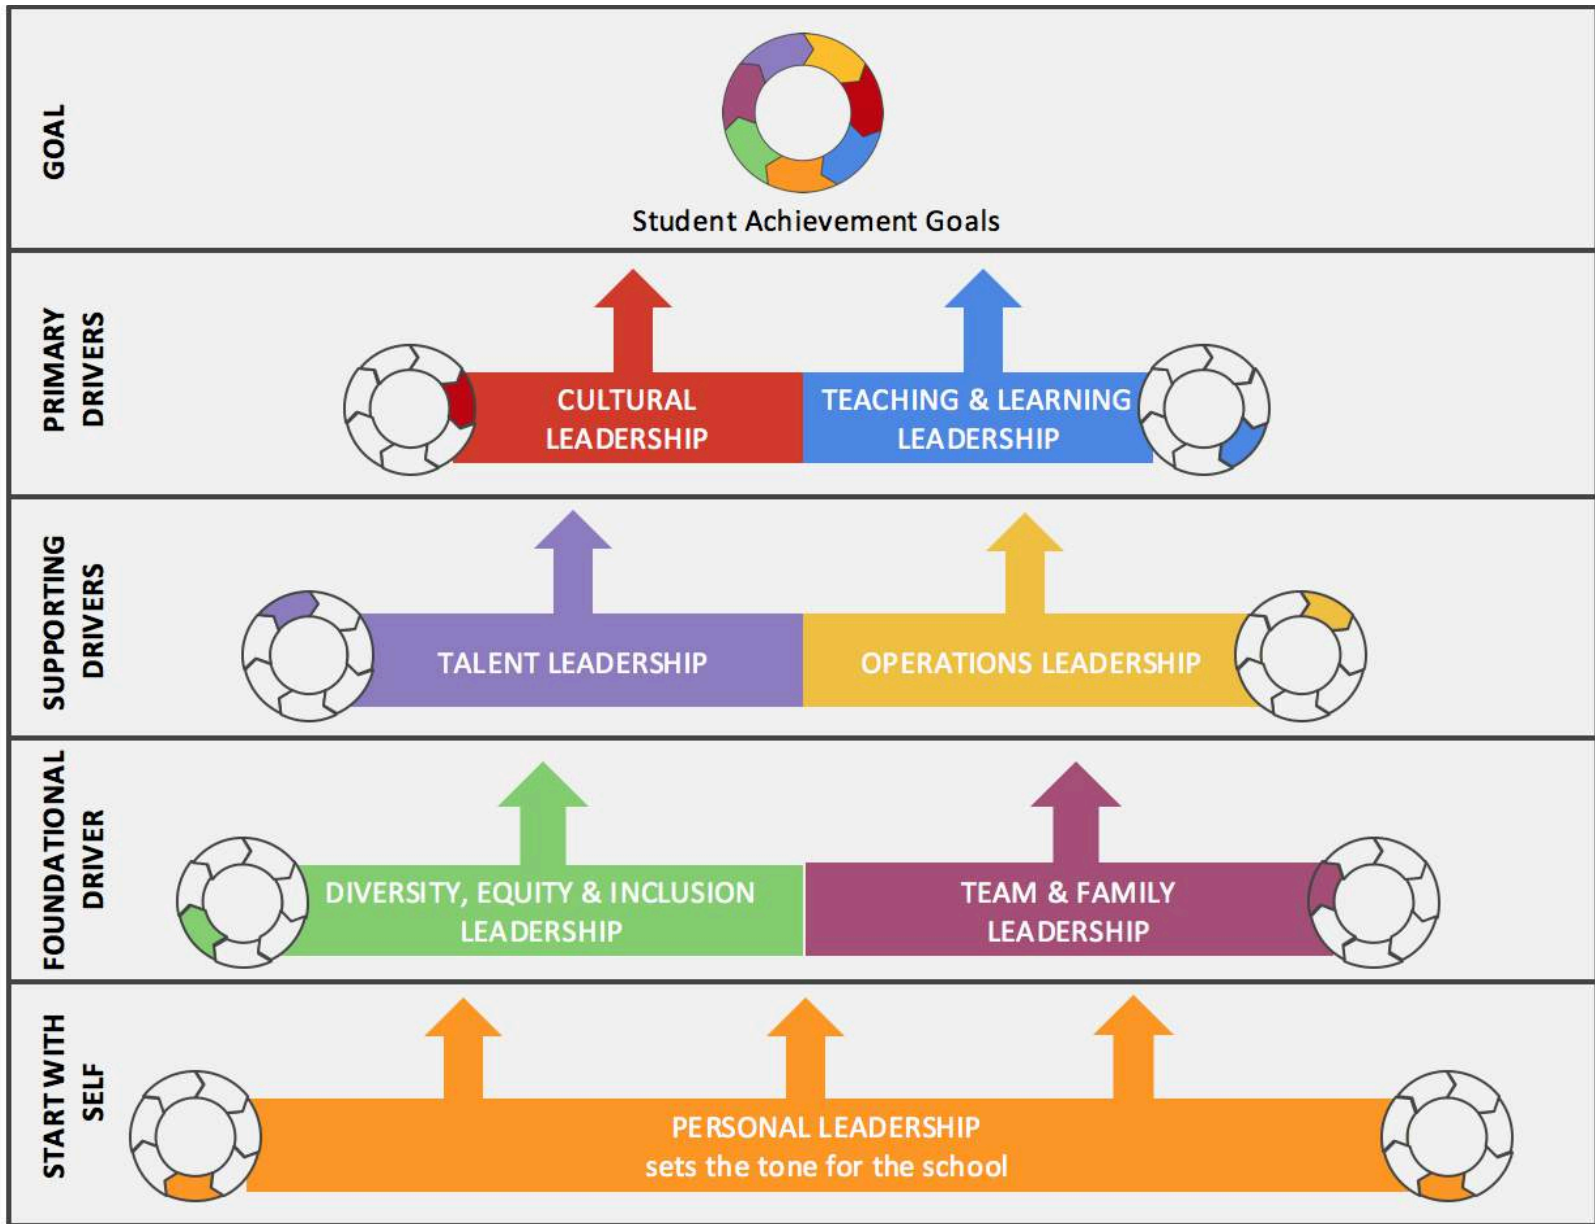 GOAL
Student Achievement Goals
PRIMARY
DRIVERS
CULTURAL
LEADERSHIP
TEACHING & LEARNING
LEADERSHIP
SUPPORTING
DRIVERS
TALENT LEADERSHIP
OPERATIONS LEADERSHIP
FOUNDATIONAL
DRIVER
DIVERSITY, EQUITY & INCLUSION
LEADERSHIP
TEAM & FAMILY
LEADERSHIP
START WITH
SELF
PERSONAL LEADERSHIP
sets the tone for the school